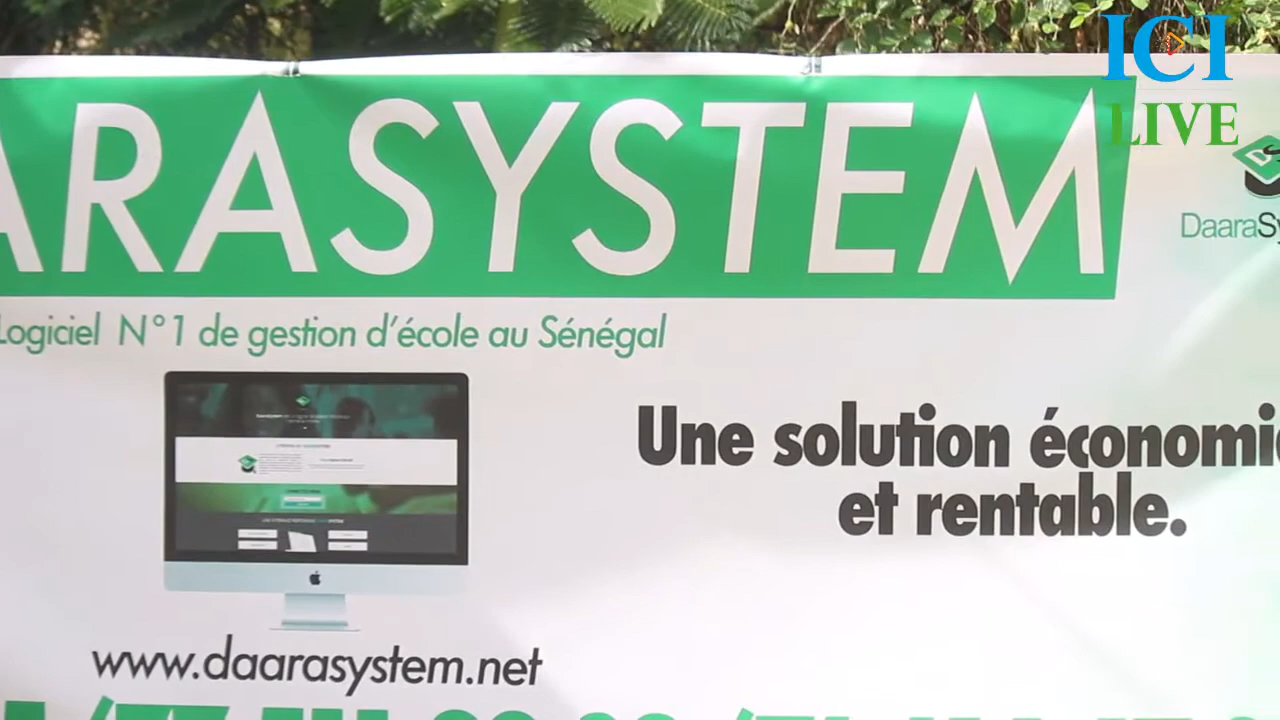 ICI
LIVE
ARASYSTEM
DaaraSy
Logiciel N°1 de gestion d'école au Sénégal
Une solution économi
et rentable.
www.daarasystem.net